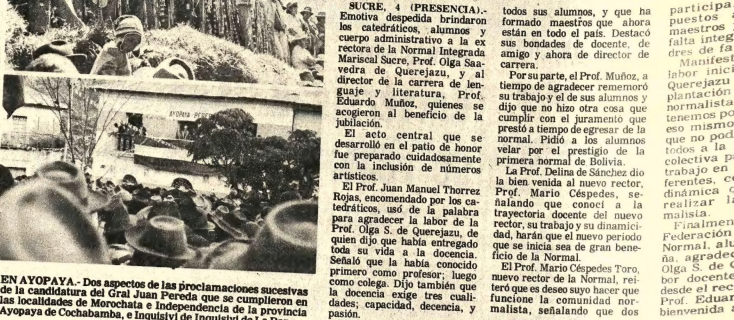 AYOPAYA PERE
EN AYOPAYA.- Dos aspectos de las proclamaciones sucesivas
de la candidatura del Gral Juan Pereda que se cumplieron en
las localidades de Morochata e Independencia de la provincia
Ayopaya de Cochabamba, e Inquisivi de Inquisivi de La
SUCRE, 4 (PRESENCIA).-
Emotiva despedida brindaron
los catedráticos, alumnos y
cuerpo administrativo a la ex
rectora de la Normal Integrada
Mariscal Sucre, Prof. Olga Saa-
vedra de Querejazu, y al
director de la carrera de len-
guaje y literatura, Prof.
Eduardo Muñoz, quienes se
acogieron al beneficio de la
jubilación.
El acto central que se
desarrolló en el patio de honor
fue preparado cuidadosamente
con la inclusión de números
artísticos.
El Prof. Juan Manuel Thorrez
Rojas, encomendado por los ca-
tedráticos, usó de la palabra
para agradecer la labor de la
Prof. Olga S. de Querejazu, de
quien dijo que había entregado
toda su vida a la docencia.
Señaló que la había conocido
primero como profesor, luego
como colega. Dijo también que
la docencia exige tres cuali-
dades; capacidad, decencia, y
pasión.
todos sus alumnos, y que ha
formado maestros que ahora
están en todo el país. Destacó
sus bondades de docente, de
amigo y ahora de director de
carrera.
Por su parte, el Prof. Muñoz, a
tiempo de agradecer rememoró
su trabajo y el de sus alumnos y
dijo que no hizo otra cosa que
cumplir con el juramento que
prestó a tiempo de egresar de la
normal. Pidió a los alumnos
velar por el prestigio de la
primera normal de Bolivia.
La Prof. Delina de Sánchez dio
la bien venida al nuevo rector,
Prof. Mario Céspedes, se-
ñalando que conocí a la
trayectoria docente del nuevo
rector, su trabajo y su dinamici-
dad, harán que el nuevo periodo
que se inicia sea de gran bene-
ficio de la Normal.
El Prof. Mario Céspedes Toro,
nuevo rector de la Normal, rei-
teró que es deseo suyo hacer que
funcione la comunidad nor-
malista, señalando que dos
participa
puestos
maestros
falta integ
dres de fa
Manifest
labor inici
Querejazu
plantación
normalista
tenemos po
eso mismo
que no pod
todos a la
colectiva p
trabajo en
ferentes, c
dinámica
realizar l
malista.
Finalmen
Federación
Normal, alu
ña, agradec
Olga S. de
bor docente
desde el rec
Prof. Eduar
bienvenida a